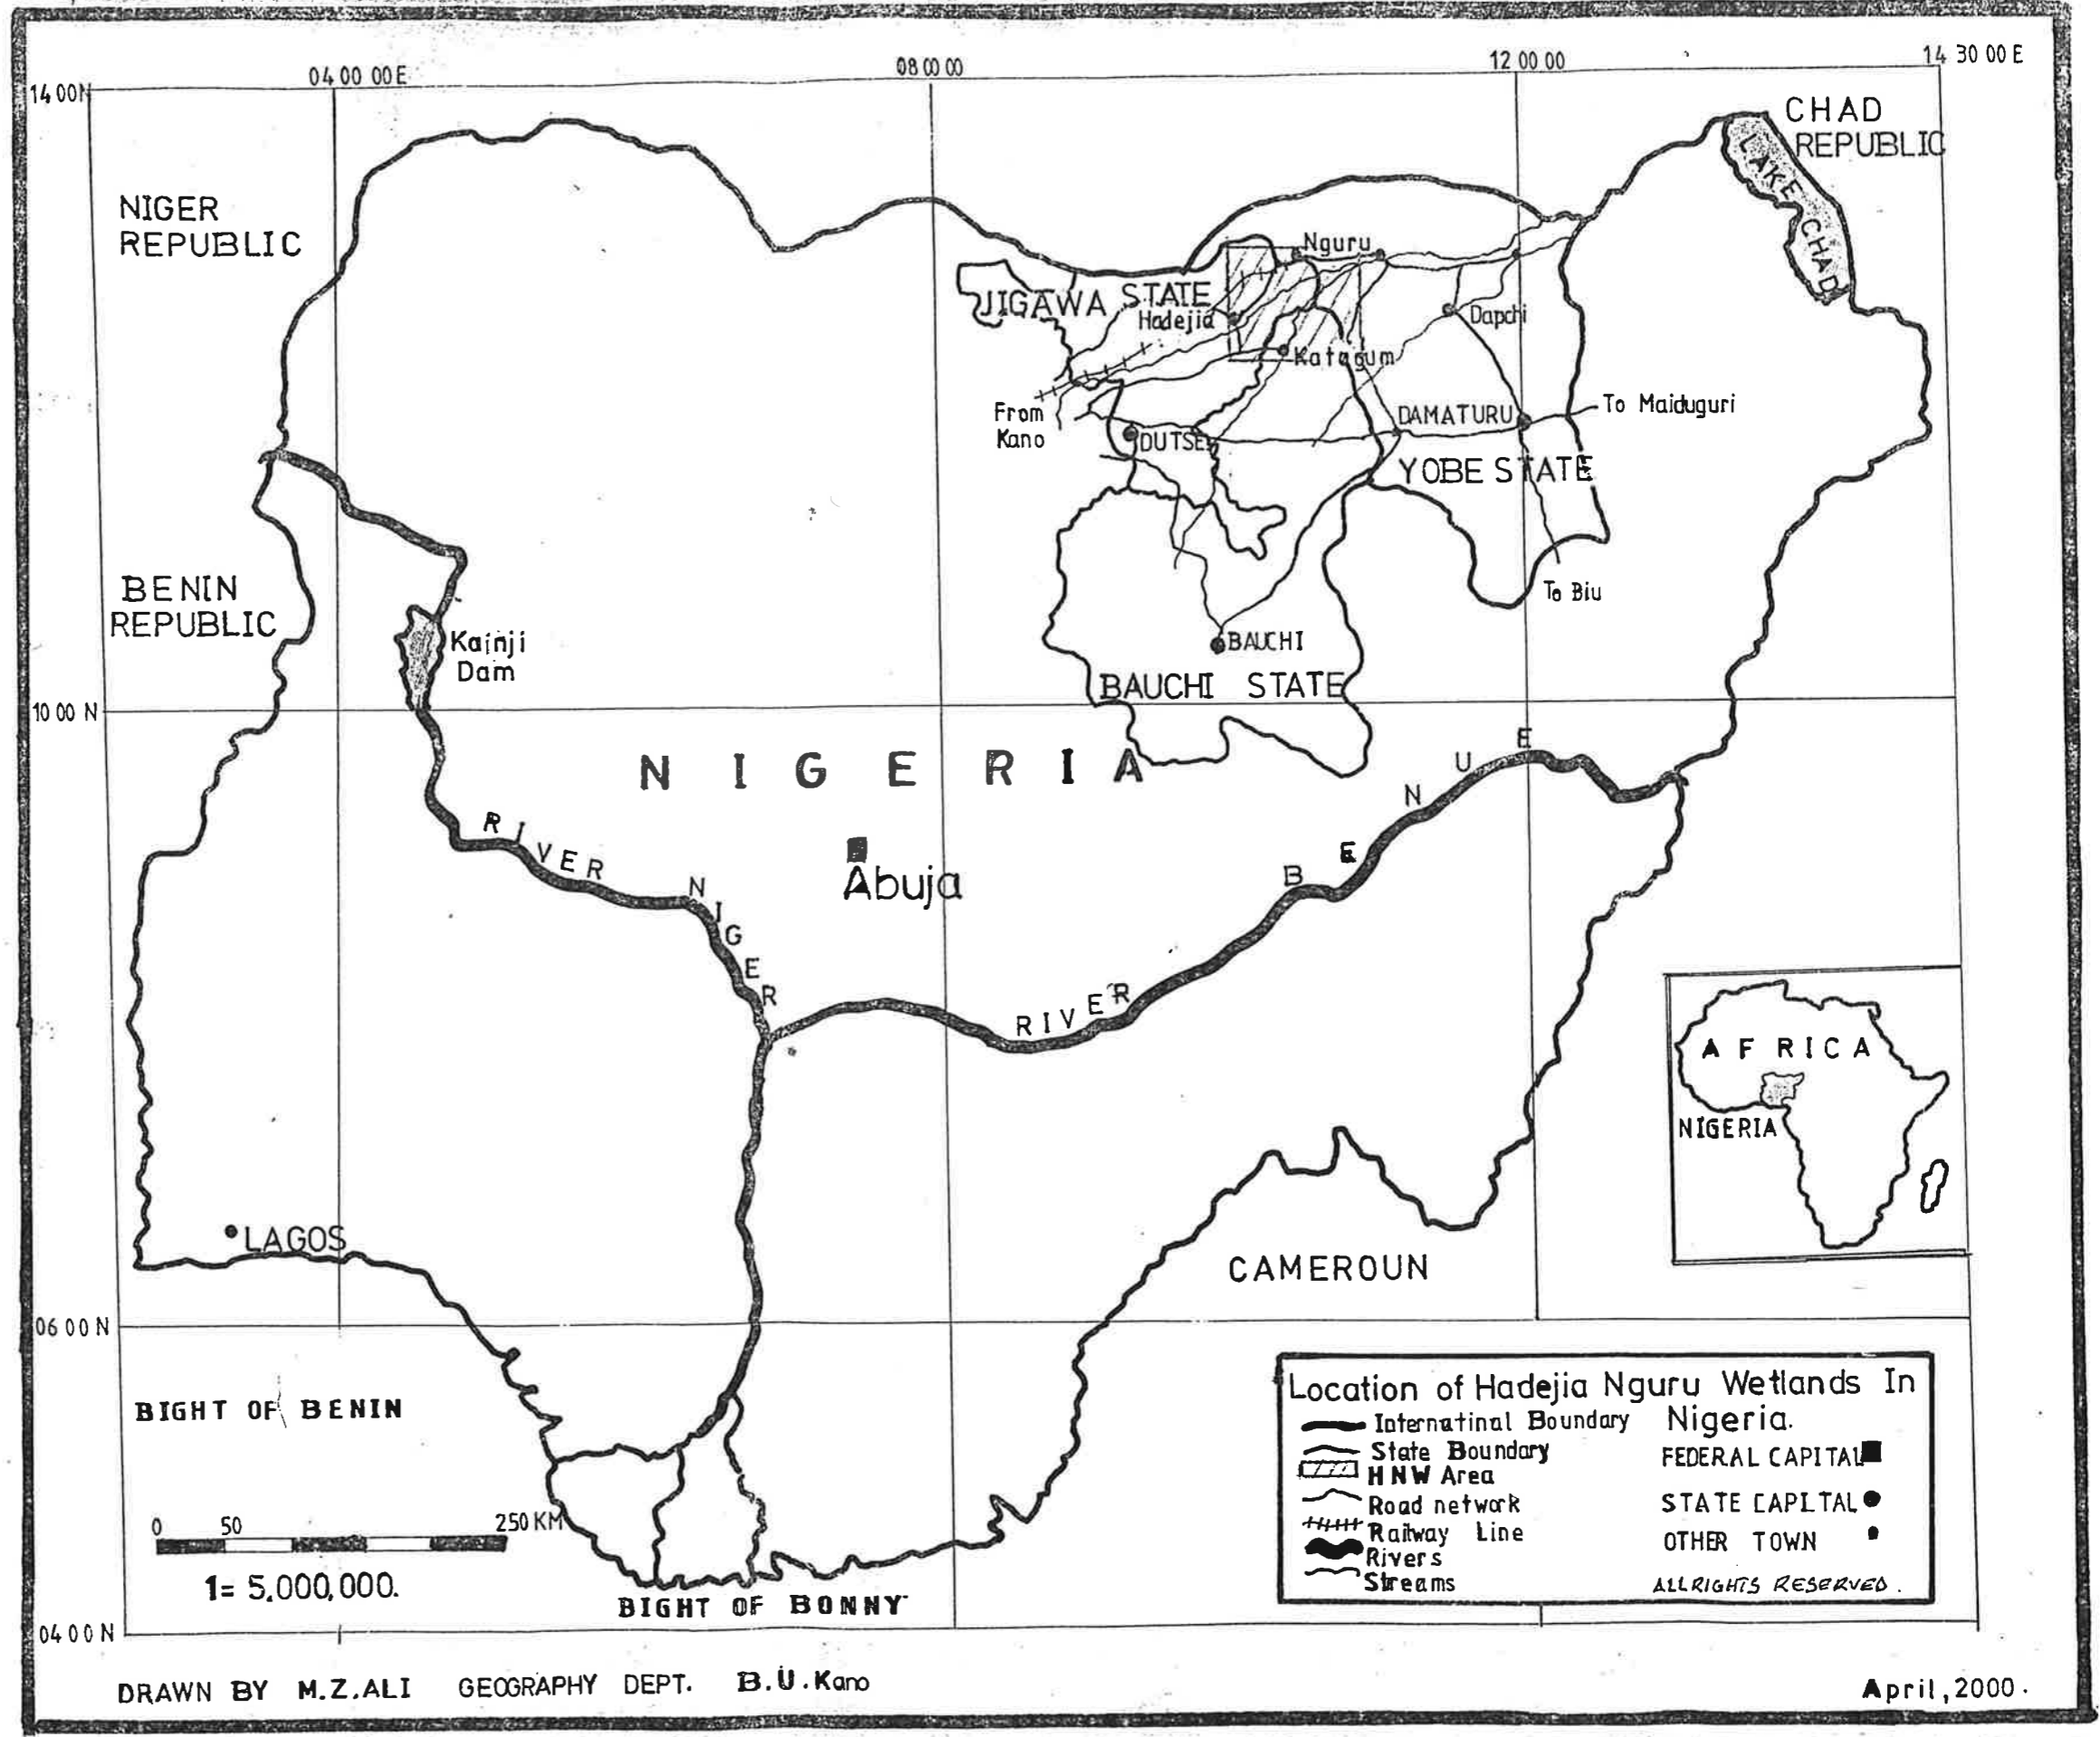 04 00 00 E
08 00 00
12 00 00
14 30 00 E
14 00N
CHAD
REPUBLIC
LAKE CHAD
NIGER
REPUBLIC
Nguru
JIGAWA STATE
Hadejia
Dapchi
Katagum
From
Kano
DAMATURU
To Maiduguri
DUTSE
YOBE STATE
BENIN
REPUBLIC
To Biu
Kainji
Dam
BAUCHI
BAUCHI STATE
10 00 N
NIGERIA
RIVER NIGER
Abuja
RIVER BENUE
AFRICA
NIGERIA
LAGOS
CAMEROUN
06 00 N
BIGHT OF BENIN
Location of Hadejia Nguru Wetlands In
Nigeria.
Internatinal Boundary
State Boundary
HNW Area
Road network
Railway Line
Rivers
Streams
FEDERAL CAPITAL
STATE CAPITAL
OTHER TOWN
ALL RIGHTS RESERVED.
0 50 250 KM
1= 5,000,000.
BIGHT OF BONNY
04 00 N
DRAWN BY M.Z.ALI GEOGRAPHY DEPT. B.U.Kano
April, 2000.